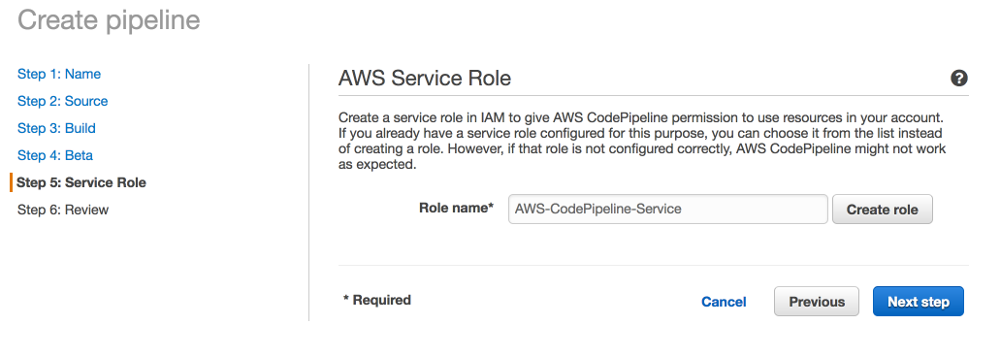 Create pipeline
Step 1: Name
Step 2: Source
Step 3: Build
Step 4: Beta
Step 5: Service Role
Step 6: Review
AWS Service Role
?
Create a service role in IAM to give AWS CodePipeline permission to use resources in your account.
If you already have a service role configured for this purpose, you can choose it from the list instead
of creating a role. However, if that role is not configured correctly, AWS CodePipeline might not work
as expected.
Role name* AWS-CodePipeline-Service Create role
* Required Cancel Previous Next step